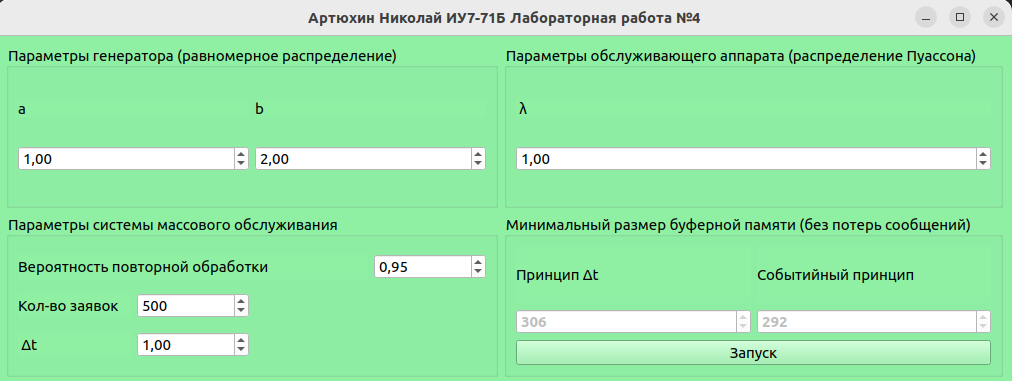 Артюхин Николай ИУ7-71Б Лабораторная работа №4
Параметры генератора (равномерное распределение)
a b
1,00 2,00
Параметры обслуживающего аппарата (распределение Пуассона)
λ
1,00
Параметры системы массового обслуживания
Вероятность повторной обработки 0,95
Кол-во заявок 500
Δt 1,00
Минимальный размер буферной памяти (без потерь сообщений)
Принцип Δt Событийный принцип
306 292
Запуск